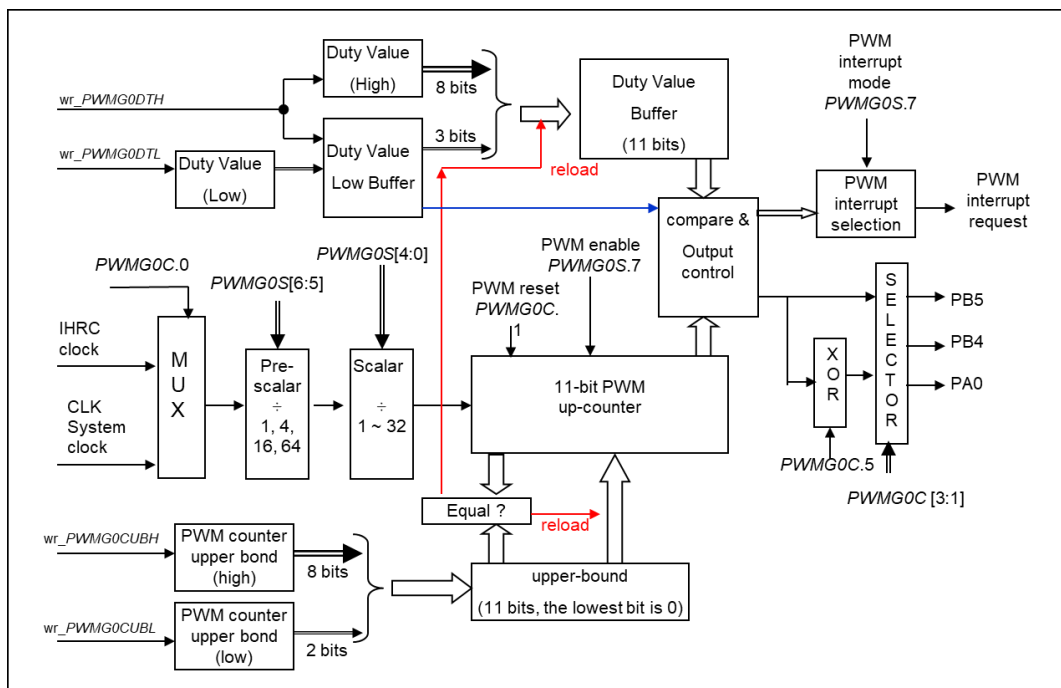 Duty Value
(High)
8 bits
wr_PWMG0DTH
3 bits
wr_PWMG0DTL
Duty Value
(Low)
Duty Value
Low Buffer
reload
Duty Value
Buffer
(11 bits)
PWM
interrupt
mode
PWMG0S.7
PWM
interrupt
selection
PWM
interrupt
request
compare &
Output
control
PWMG0C.0
PWMG0S[6:5]
PWMG0S[4:0]
PWM enable
PWMG0S.7
PWM reset
PWMG0C.
1
IHRC
clock
CLK
System
clock
M
U
X
Pre-
scalar
÷
1, 4,
16, 64
Scalar
÷
1 ~ 32
11-bit PWM
up-counter
X
O
R
S
E
L
E
C
T
O
R
PB5
PB4
PA0
PWMG0C.5
PWMG0C [3:1]
Equal ?
reload
wr_PWMG0CUBH
PWM counter
upper bond
(high)
8 bits
wr_PWMG0CUBL
PWM counter
upper bond
(low)
2 bits
upper-bound
(11 bits, the lowest bit is 0)